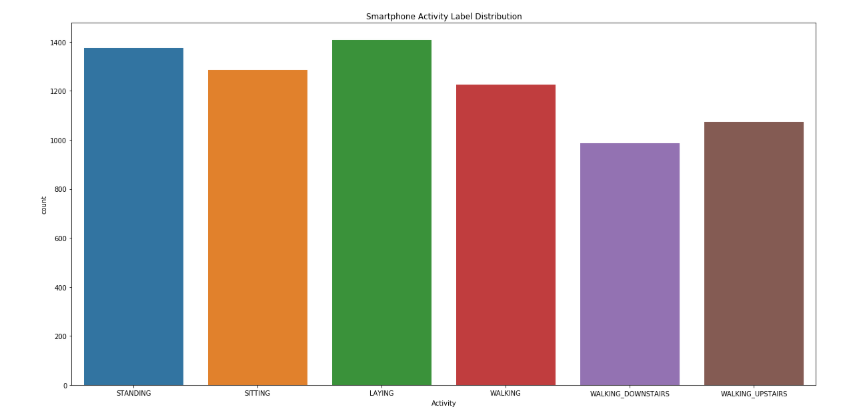 Smartphone Activity Label Distribution
1400
1200
1000
800
600
400
200
0
count
STANDING
SITTING
LAYING
WALKING
WALKING_DOWNSTAIRS
WALKING_UPSTAIRS
Activity